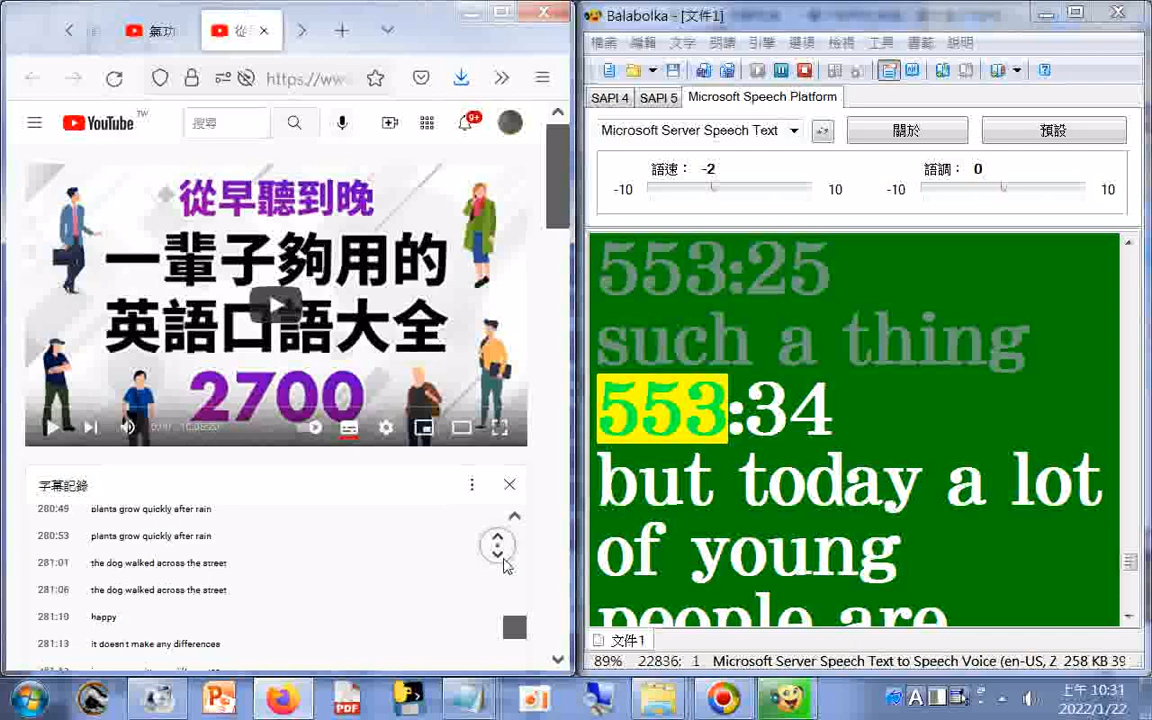 氣功
從
https://www
YouTube TW
搜尋
9+
從早聽到晚
一輩子夠用的
英語口語大全
2700
字幕記錄
280:49 plants grow quickly after rain
280:53 plants grow quickly after rain
281:01 the dog walked across the street
281:06 the dog walked across the street
281:10 happy
281:13 it doesn't make any differences
Balabolka - [文件1]
檔案 編輯 文字 朗讀 引擎 選項 檢視 工具 書籤 說明
SAPI 4 SAPI 5 Microsoft Speech Platform
Microsoft Server Speech Text 關於 預設
語速： -2 語調： 0
-10 10 -10 10
553:25
such a thing
553:34
but today a lot
of young
people are
文件1
89% 22836: 1 Microsoft Server Speech Text to Speech Voice (en-US, Z 258 KB 39
PDF
A
上午 10:31
2022/1/22